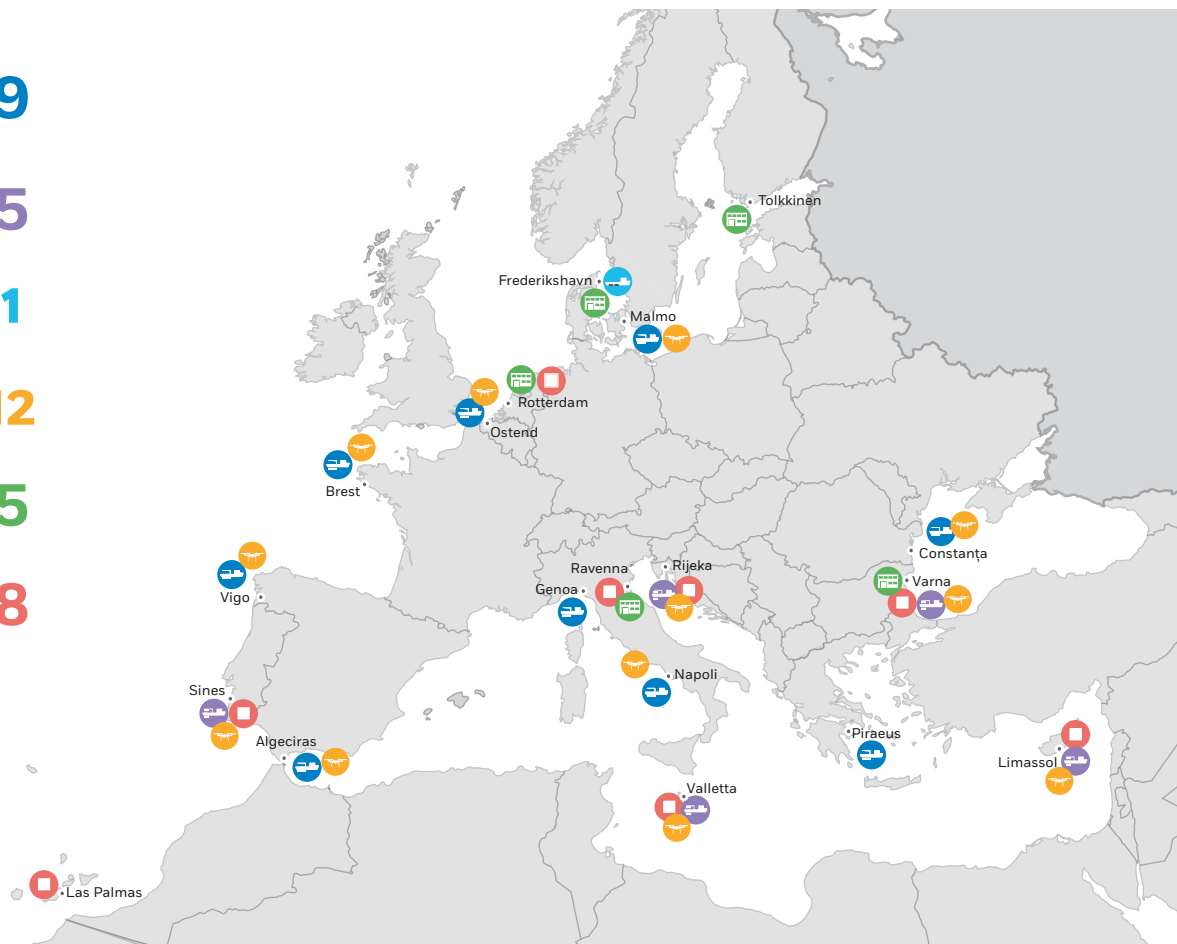 9
5
1
12
5
8
Tolkkinen
Frederikshavn
Malmo
Rotterdam
Ostend
Brest
Constanța
Ravenna
Rijeka
Varna
Genoa
Vigo
Napoli
Sines
Piraeus
Algeciras
Limassol
Valletta
Las Palmas